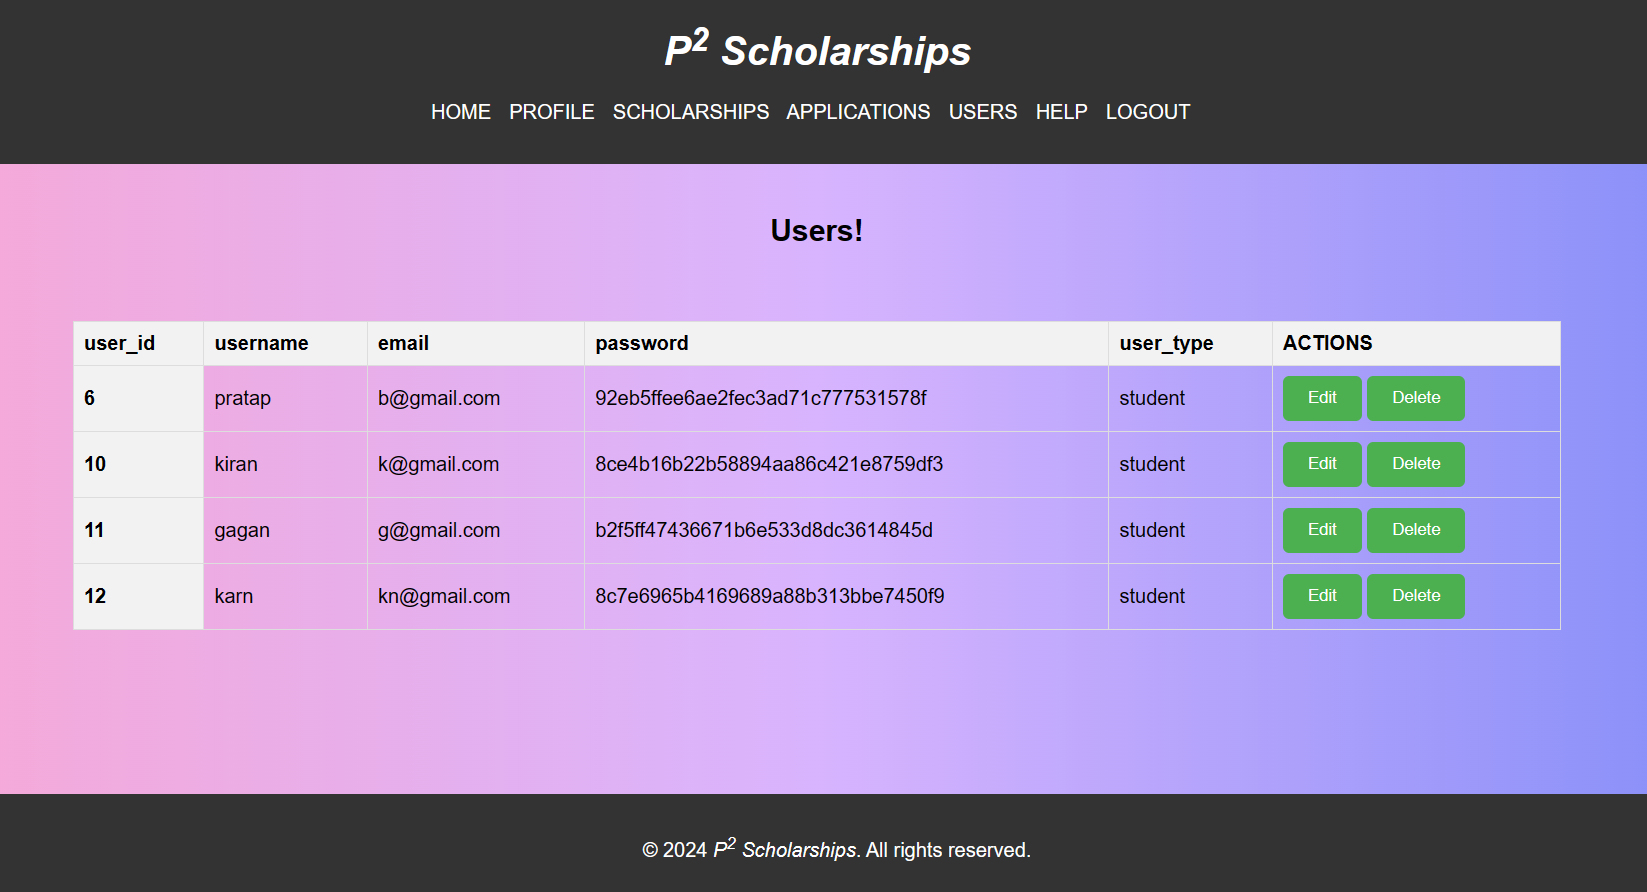 P² Scholarships
HOME PROFILE SCHOLARSHIPS APPLICATIONS USERS HELP LOGOUT
Users!
user_id username email password user_type ACTIONS
6 pratap b@gmail.com 92eb5ffee6ae2fec3ad71c777531578f student Edit Delete
10 kiran k@gmail.com 8ce4b16b22b58894aa86c421e8759df3 student Edit Delete
11 gagan g@gmail.com b2f5ff47436671b6e533d8dc3614845d student Edit Delete
12 karn kn@gmail.com 8c7e6965b4169689a88b313bbe7450f9 student Edit Delete
© 2024 P² Scholarships. All rights reserved.